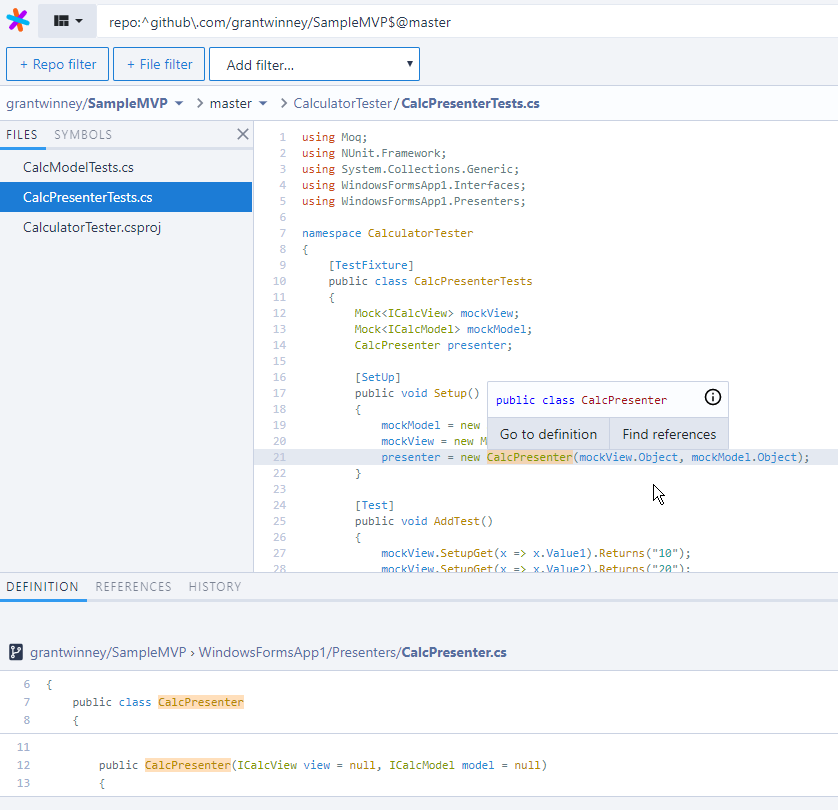 repo:^github\.com/grantwinney/SampleMVP$@master
+ Repo filter + File filter Add filter...
grantwinney/SampleMVP > master > CalculatorTester/CalcPresenterTests.cs
FILES SYMBOLS
CalcModelTests.cs
CalcPresenterTests.cs
CalculatorTester.csproj
1 using Moq;
2 using NUnit.Framework;
3 using System.Collections.Generic;
4 using WindowsFormsApp1.Interfaces;
5 using WindowsFormsApp1.Presenters;
6
7 namespace CalculatorTester
8 {
9 [TestFixture]
10 public class CalcPresenterTests
11 {
12 Mock<ICalcView> mockView;
13 Mock<ICalcModel> mockModel;
14 CalcPresenter presenter;
15
16 [SetUp]
17 public void Setup()
18 {
19 mockModel = new
20 mockView = new M
21 presenter = new CalcPresenter(mockView.Object, mockModel.Object);
22 }
23
24 [Test]
25 public void AddTest()
26 {
27 mockView.SetupGet(x => x.Value1).Returns("10");
28 mockView.SetupGet(x => x.Value2).Returns("20");
public class CalcPresenter
Go to definition Find references
DEFINITION REFERENCES HISTORY
grantwinney/SampleMVP › WindowsFormsApp1/Presenters/CalcPresenter.cs
6 {
7 public class CalcPresenter
8 {
11
12 public CalcPresenter(ICalcView view = null, ICalcModel model = null)
13 {